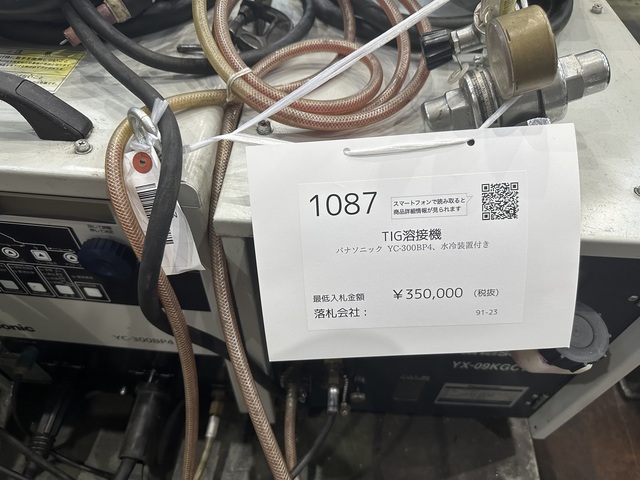 1087
スマートフォンで読み取ると
商品詳細情報が見られます
TIG溶接機
パナソニック YC-300BP4、水冷装置付き
最低入札金額 ￥350,000 （税抜）
落札会社：
91-23
sonic
YC-300BP4
YX-09KGC